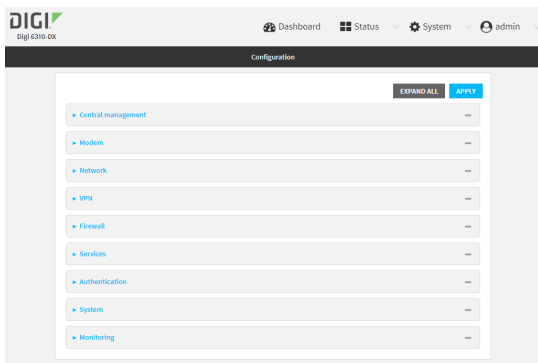 DIGI
Digi 6310-DX
Dashboard Status System admin
Configuration
EXPAND ALL APPLY
Central management
Modem
Network
VPN
Firewall
Services
Authentication
System
Monitoring